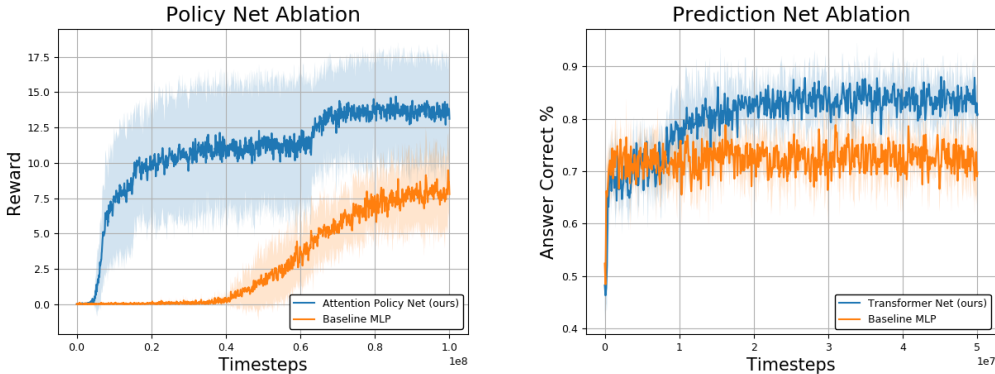 Policy Net Ablation
Reward
17.5
15.0
12.5
10.0
7.5
5.0
2.5
0.0
Attention Policy Net (ours)
Baseline MLP
0.0 0.2 0.4 0.6 0.8 1.0
1e8
Timesteps
Prediction Net Ablation
Answer Correct %
0.9
0.8
0.7
0.6
0.5
0.4
Transformer Net (ours)
Baseline MLP
0 1 2 3 4 5
1e7
Timesteps